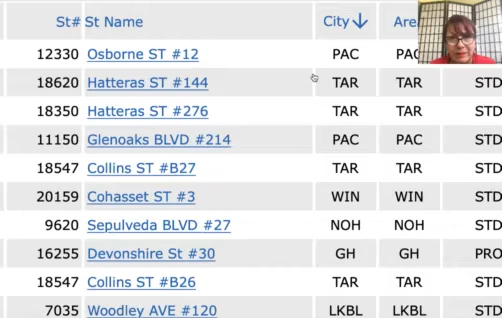 St# St Name City Area
12330 Osborne ST #12 PAC PAC
18620 Hatteras ST #144 TAR TAR STD
18350 Hatteras ST #276 TAR TAR STD
11150 Glenoaks BLVD #214 PAC PAC STD
18547 Collins ST #B27 TAR TAR STD
20159 Cohasset ST #3 WIN WIN STD
9620 Sepulveda BLVD #27 NOH NOH STD
16255 Devonshire St #30 GH GH PRO
18547 Collins ST #B26 TAR TAR STD
7035 Woodley AVE #120 LKBL LKBL STD